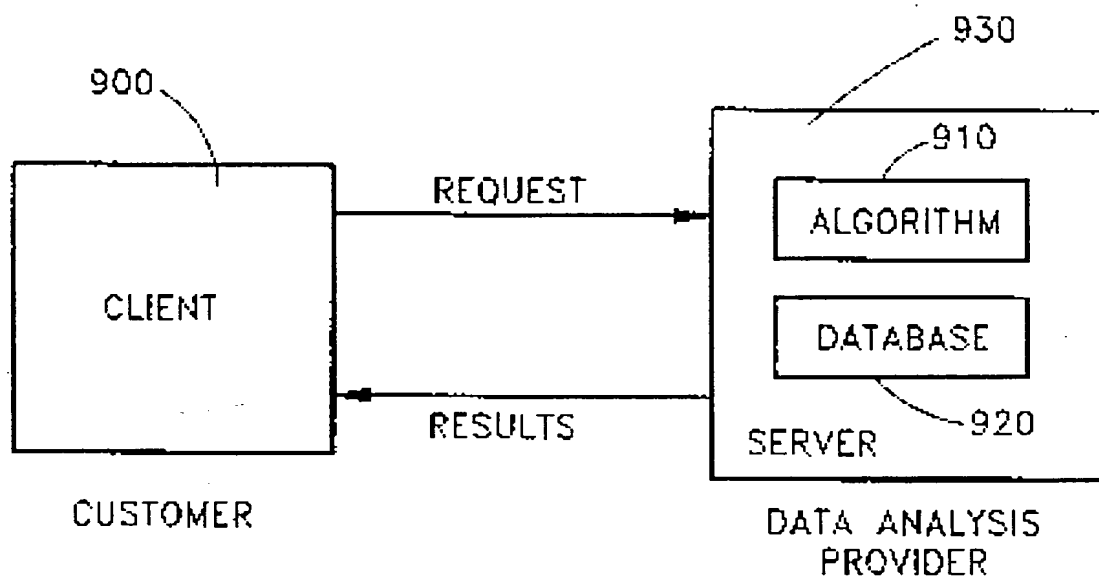 930
900
910
REQUEST
ALGORITHM
CLIENT
DATABASE
RESULTS
920
SERVER
CUSTOMER
DATA ANALYSIS
PROVIDER